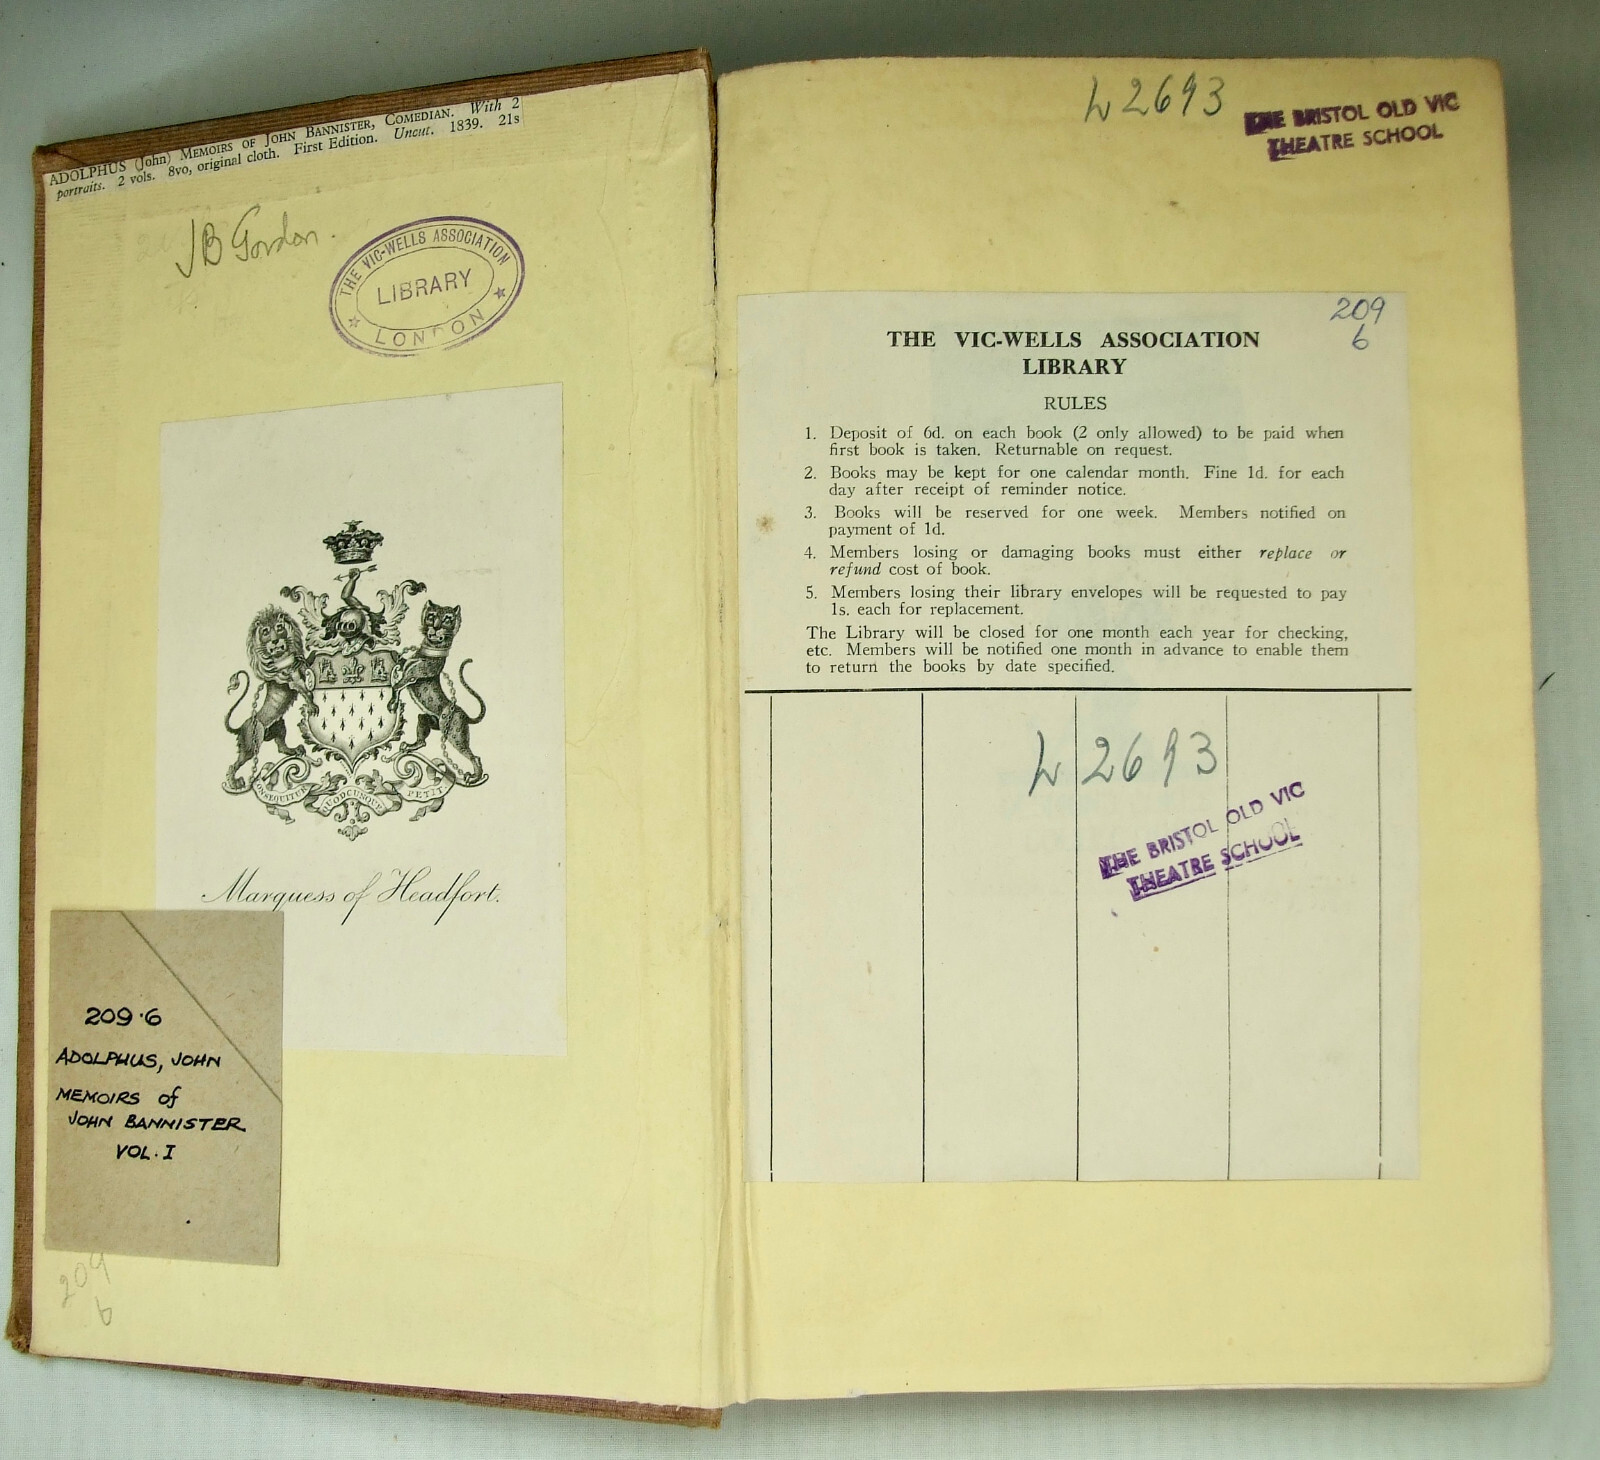 ADOLPHUS (John) MEMOIRS OF JOHN BANNISTER, COMEDIAN. With 2
portraits. 2 vols. 8vo, original cloth. First Edition. Uncut. 1839. 21s
JB Gordon.
THE VIC-WELLS ASSOCIATION
LIBRARY
LONDON
CONSEQUITUR QUODCUNQUE PETIT
Marquess of Headfort.
209.6
ADOLPHUS, JOHN
MEMOIRS of
JOHN BANNISTER
VOL. I
209
6
L 2693
THE BRISTOL OLD VIC
THEATRE SCHOOL
209
6
THE VIC-WELLS ASSOCIATION
LIBRARY
RULES
1. Deposit of 6d. on each book (2 only allowed) to be paid when
first book is taken. Returnable on request.
2. Books may be kept for one calendar month. Fine 1d. for each
day after receipt of reminder notice.
3. Books will be reserved for one week. Members notified on
payment of 1d.
4. Members losing or damaging books must either replace or
refund cost of book.
5. Members losing their library envelopes will be requested to pay
1s. each for replacement.
The Library will be closed for one month each year for checking,
etc. Members will be notified one month in advance to enable them
to return the books by date specified.
L 2693
THE BRISTOL OLD VIC
THEATRE SCHOOL